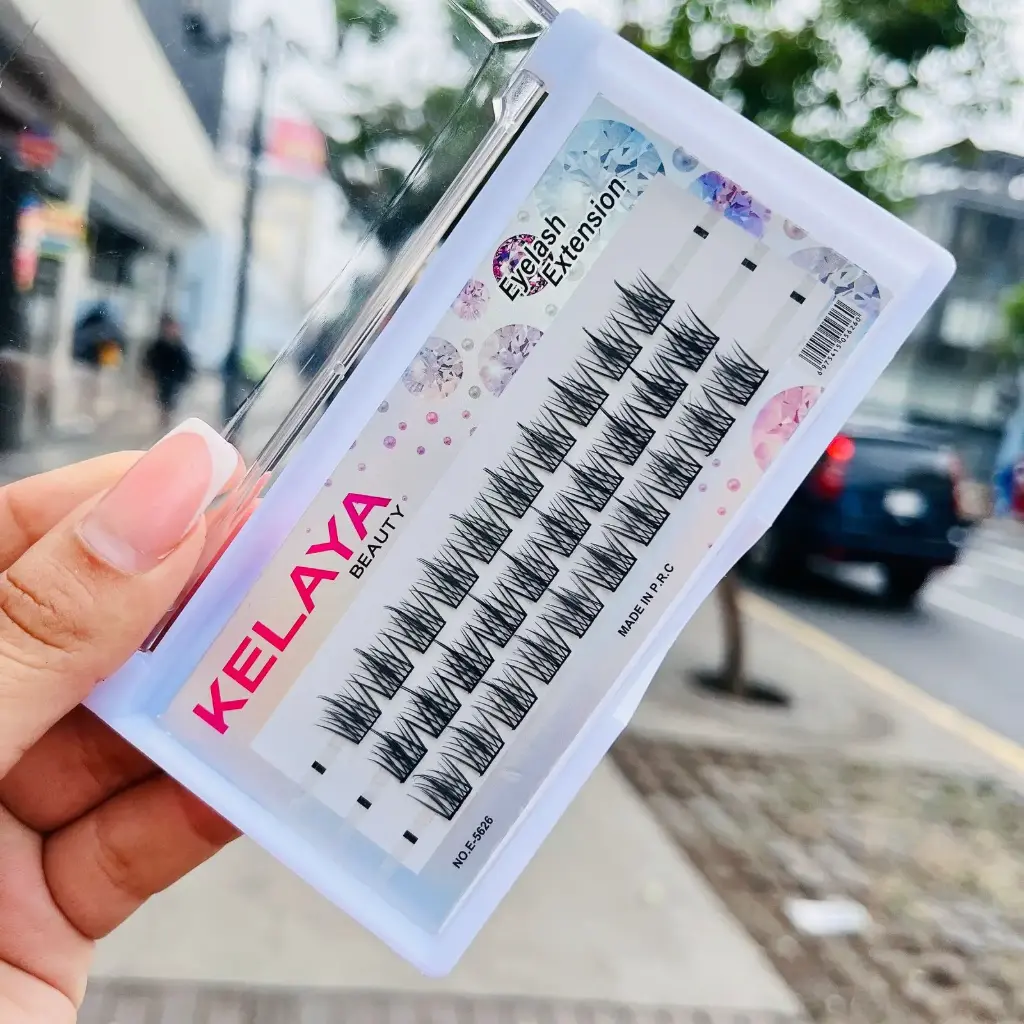 Eyelash
Extension
KELAYA
BEAUTY
MADE IN P.R.C
NO.E-5626